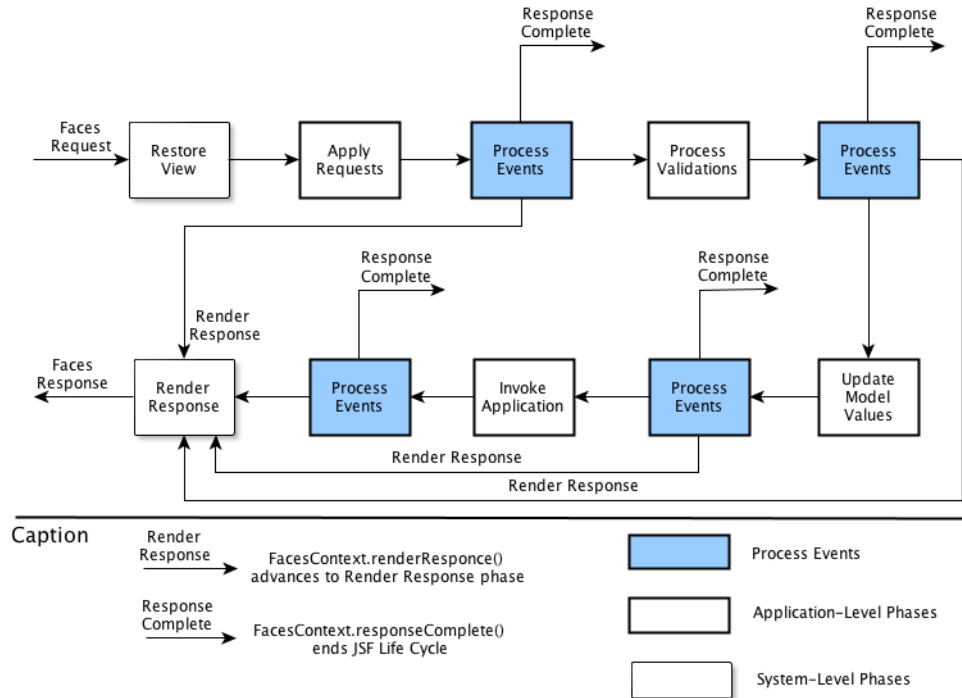 Response
Complete
Response
Complete
Faces
Request
Restore
View
Apply
Requests
Process
Events
Process
Validations
Process
Events
Response
Complete
Response
Complete
Render
Response
Faces
Response
Render
Response
Process
Events
Invoke
Application
Process
Events
Update
Model
Values
Render Response
Render Response
Caption
Render
Response
FacesContext.renderResponce()
advances to Render Response phase
Process Events
Response
Complete
FacesContext.responseComplete()
ends JSF Life Cycle
Application-Level Phases
System-Level Phases